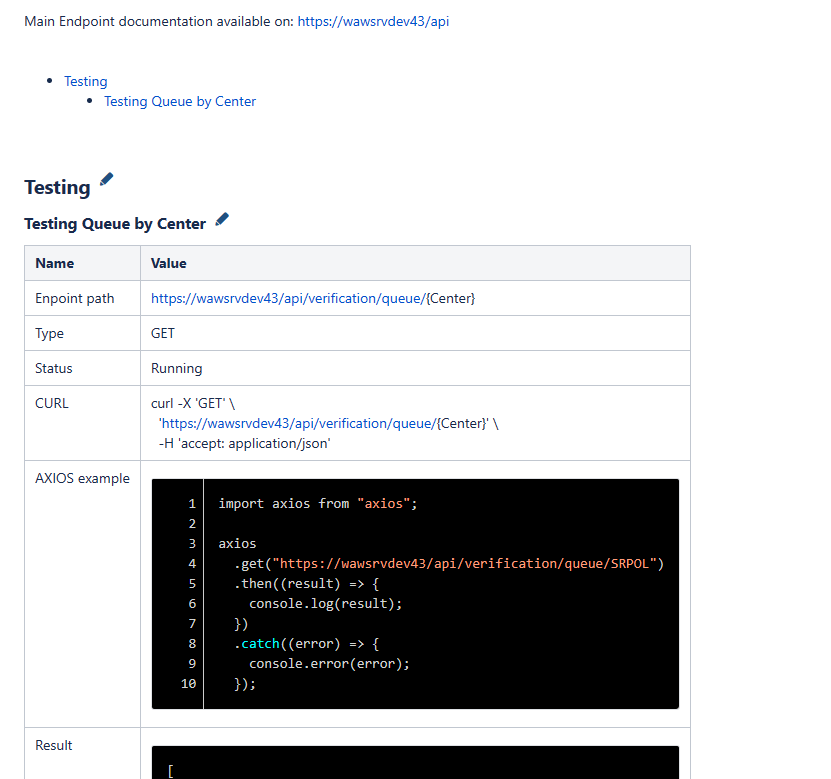 Main Endpoint documentation available on: https://wawsrvdev43/api
Testing
Testing Queue by Center
Testing
Testing Queue by Center
Name Value
Enpoint path https://wawsrvdev43/api/verification/queue/{Center}
Type GET
Status Running
CURL curl -X 'GET' \
'https://wawsrvdev43/api/verification/queue/{Center}' \
-H 'accept: application/json'
AXIOS example
1 import axios from "axios";
2
3 axios
4 .get("https://wawsrvdev43/api/verification/queue/SRPOL")
5 .then((result) => {
6 console.log(result);
7 })
8 .catch((error) => {
9 console.error(error);
10 });
Result
[